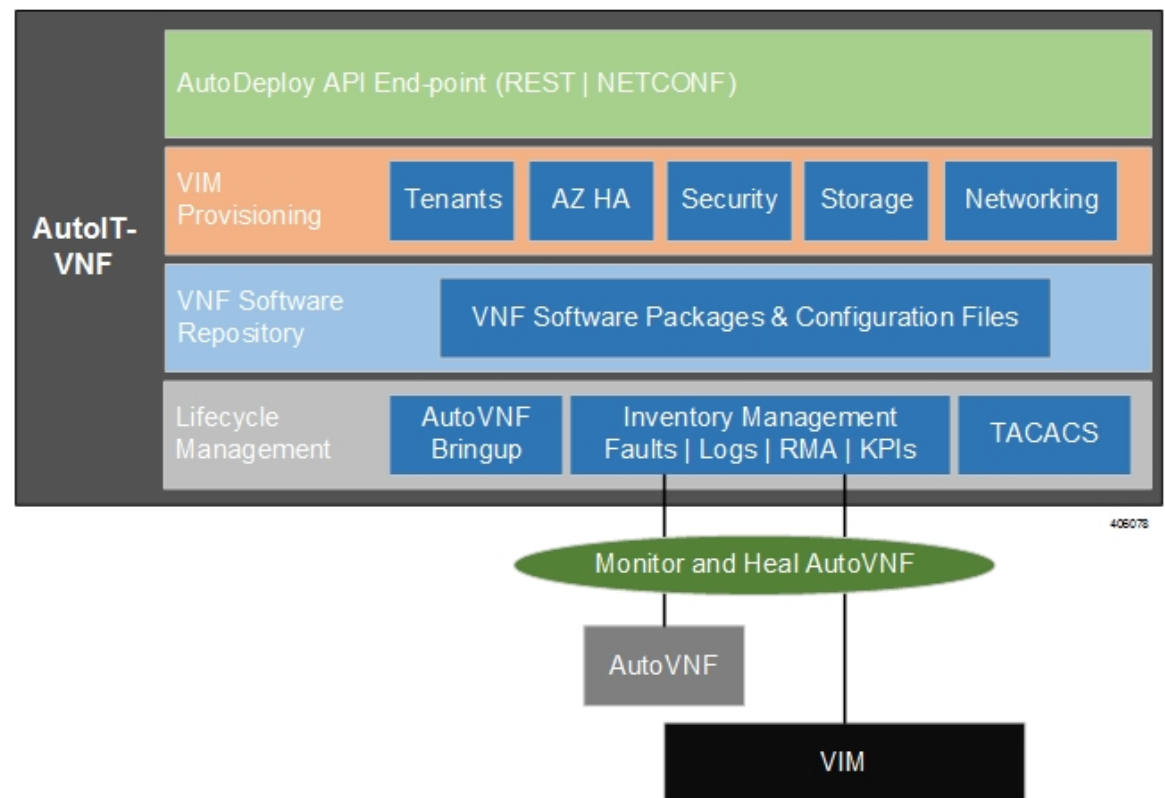 AutoDeploy API End-point (REST | NETCONF)
AutoIT-
VNF
VIM
Provisioning
Tenants
AZ HA
Security
Storage
Networking
VNF Software
Repository
VNF Software Packages & Configuration Files
Lifecycle
Management
AutoVNF
Bringup
Inventory Management
Faults | Logs | RMA | KPIs
TACACS
406078
Monitor and Heal AutoVNF
AutoVNF
VIM